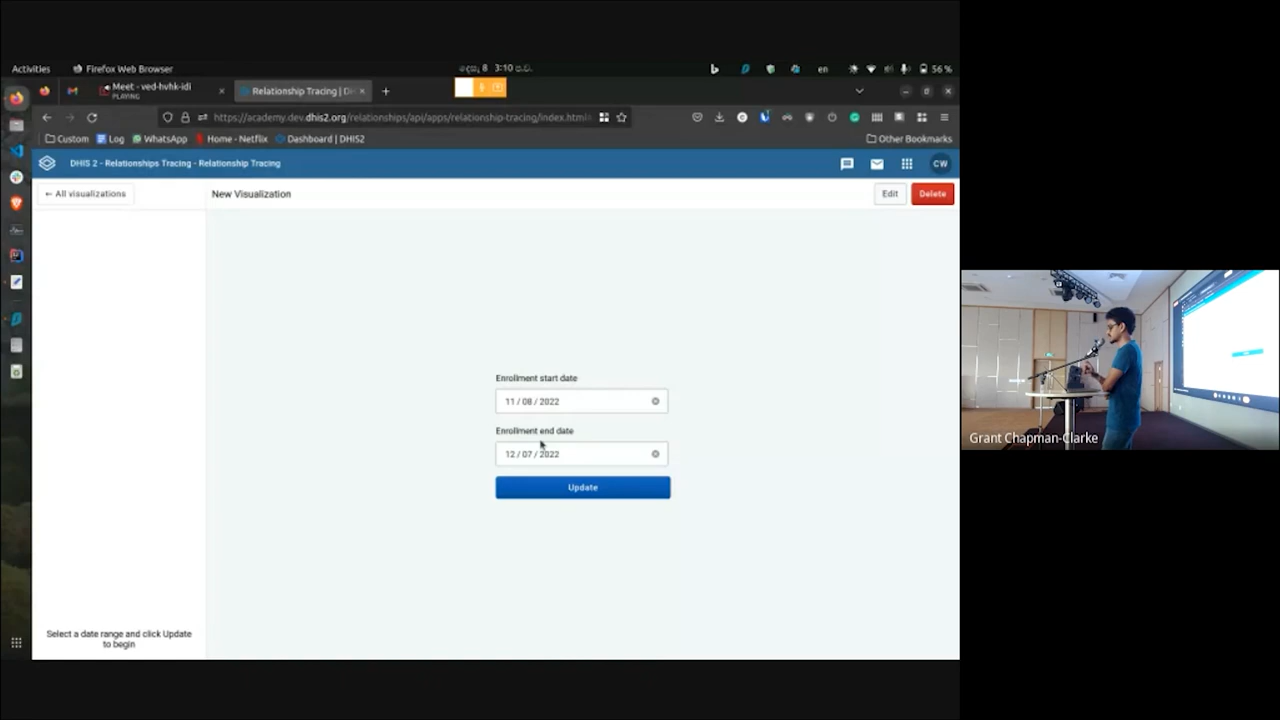 Activities
Firefox Web Browser
දෙසැ 8 3:10 ප.ව.
en
56 %
Meet - ved-hvhk-idi
PLAYING
Relationship Tracing | D
https://academy.dev.dhis2.org/relationships/api/apps/relationship-tracing/index.html
Custom
Log
WhatsApp
Home - Netflix
Dashboard | DHIS2
Other Bookmarks
DHIS 2 - Relationships Tracing - Relationship Tracing
CW
← All visualizations
New Visualization
Edit
Delete
Enrollment start date
11 / 08 / 2022
Enrollment end date
12 / 07 / 2022
Update
Select a date range and click Update
to begin
Grant Chapman-Clarke